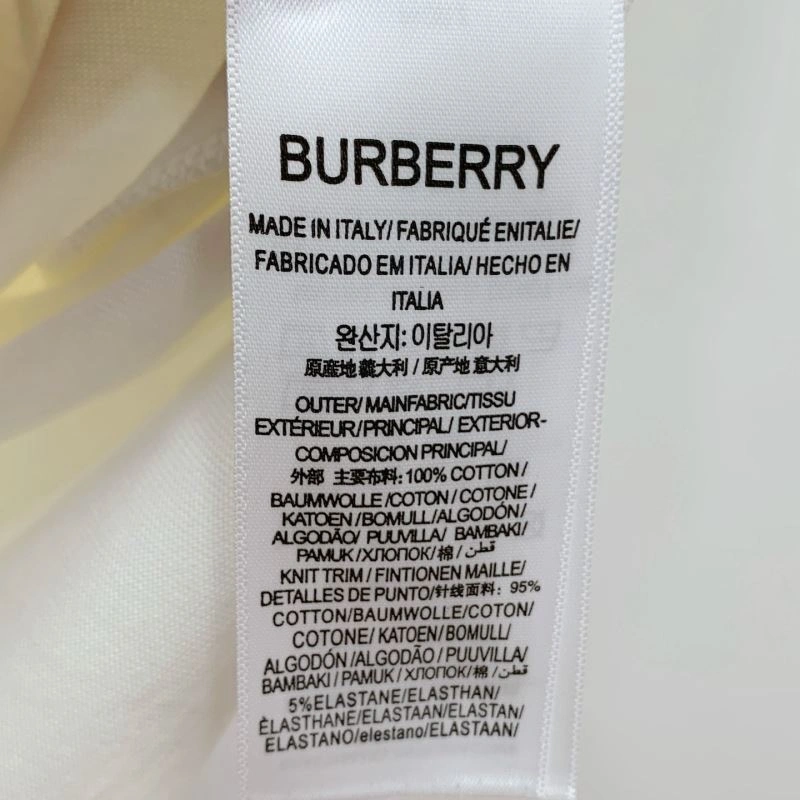 BURBERRY
MADE IN ITALY/ FABRIQUÉ ENITALIE/
FABRICADO EM ITALIA/ HECHO EN
ITALIA
완산지: 이탈리아
原産地 義大利 / 原产地 意大利
OUTER/ MAINFABRIC/TISSU
EXTÉRIEUR/PRINCIPAL/ EXTERIOR-
COMPOSICION PRINCIPAL/
外部 主要布料: 100% COTTON/
BAUMWOLLE /COTON / COTONE /
KATOEN /BOMULL/ALGODÓN/
ALGODÃO/ PUUVILLA/ BAMBAKI/
PAMUK /ХЛОПОК/ 棉 / قطن/
KNIT TRIM / FINTIONEN MAILLE/
DETALLES DE PUNTO/针线面料: 95%
COTTON/BAUMWOLLE/COTON/
COTONE/ KATOEN/BOMULL/
ALGODÓN /ALGODÃO / PUUVILLA/
BAMBAKI / PAMUK / ХЛОПОК/ 棉 /قطن/
5%ELASTANE/ELASTHAN/
ÈLASTHANE/ELASTAAN/ELASTAN/
ELASTANO/elestano/ELASTAAN/